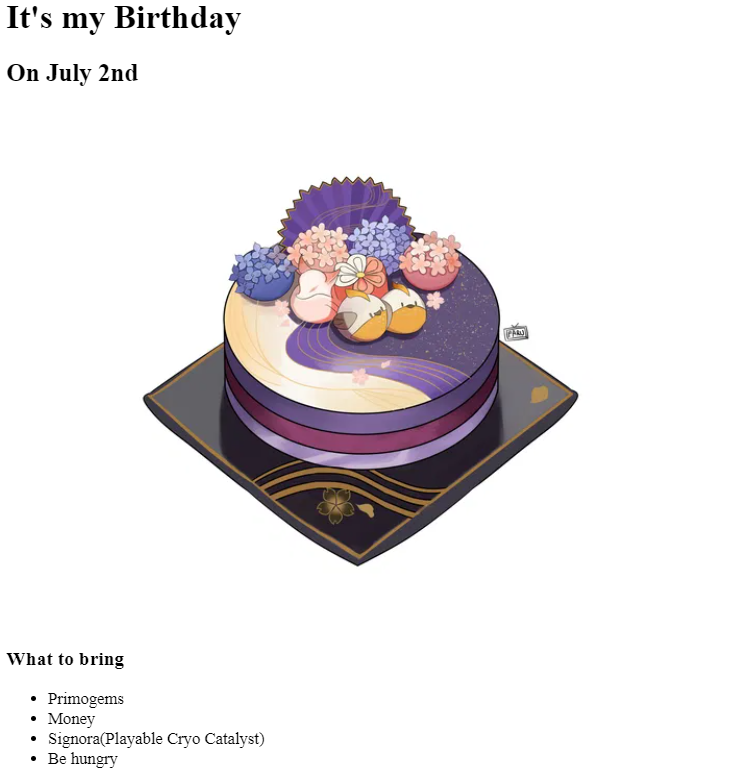 It's my Birthday
On July 2nd
What to bring
Primogems
Money
Signora(Playable Cryo Catalyst)
Be hungry